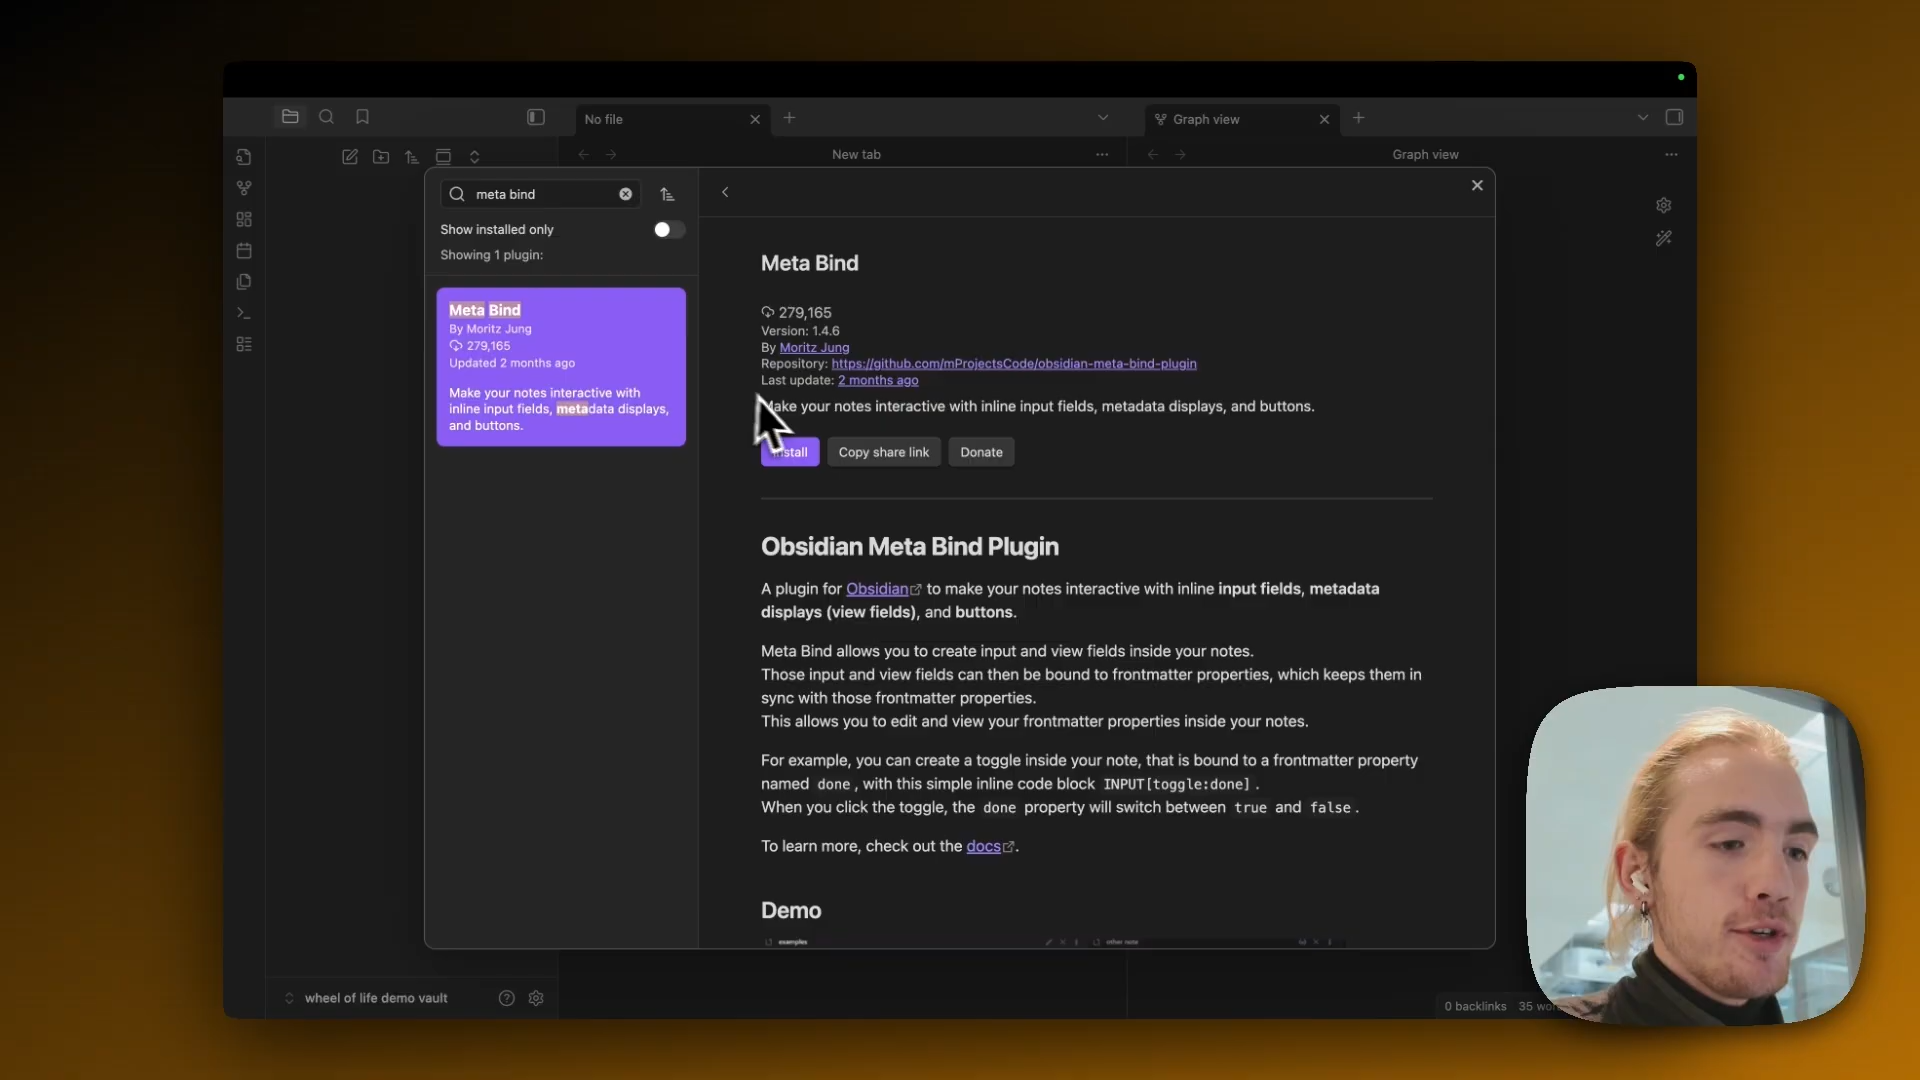 No file
Graph view
New tab
Graph view
meta bind
Show installed only
Showing 1 plugin:
Meta Bind
By Moritz Jung
279,165
Updated 2 months ago
Make your notes interactive with
inline input fields, metadata displays,
and buttons.
Meta Bind
279,165
Version: 1.4.6
By Moritz Jung
Repository: https://github.com/mProjectsCode/obsidian-meta-bind-plugin
Last update: 2 months ago
Make your notes interactive with inline input fields, metadata displays, and buttons.
Install
Copy share link
Donate
Obsidian Meta Bind Plugin
A plugin for Obsidian to make your notes interactive with inline input fields, metadata
displays (view fields), and buttons.
Meta Bind allows you to create input and view fields inside your notes.
Those input and view fields can then be bound to frontmatter properties, which keeps them in
sync with those frontmatter properties.
This allows you to edit and view your frontmatter properties inside your notes.
For example, you can create a toggle inside your note, that is bound to a frontmatter property
named done, with this simple inline code block INPUT[toggle:done].
When you click the toggle, the done property will switch between true and false.
To learn more, check out the docs.
Demo
examples
other note
wheel of life demo vault
0 backlinks 35